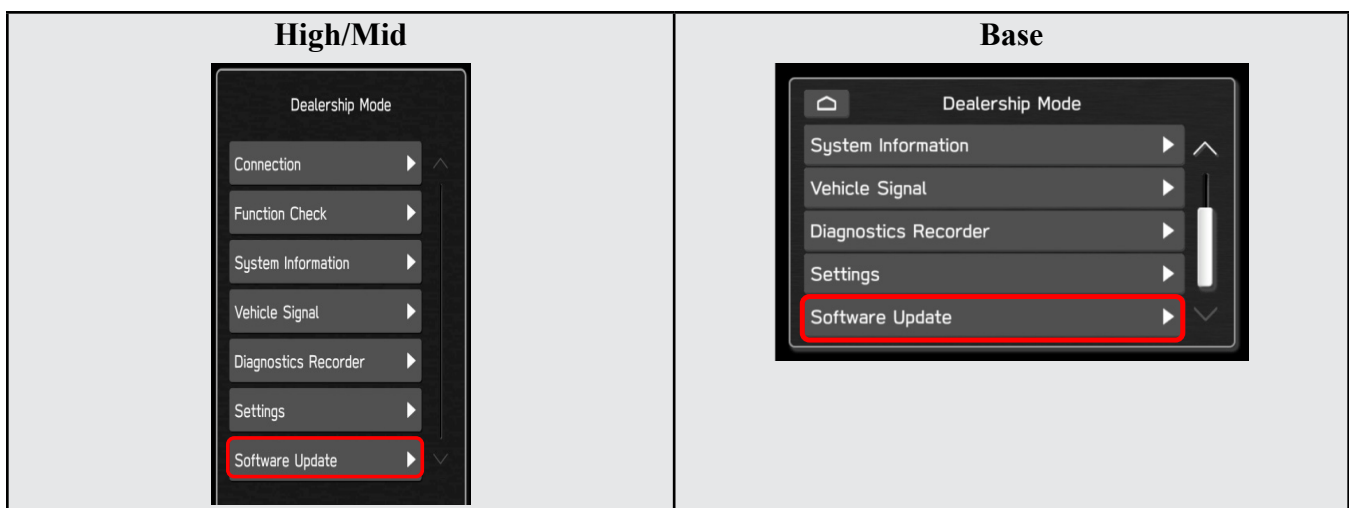 High/Mid
Dealership Mode
Connection
Function Check
System Information
Vehicle Signal
Diagnostics Recorder
Settings
Software Update
Base
Dealership Mode
System Information
Vehicle Signal
Diagnostics Recorder
Settings
Software Update